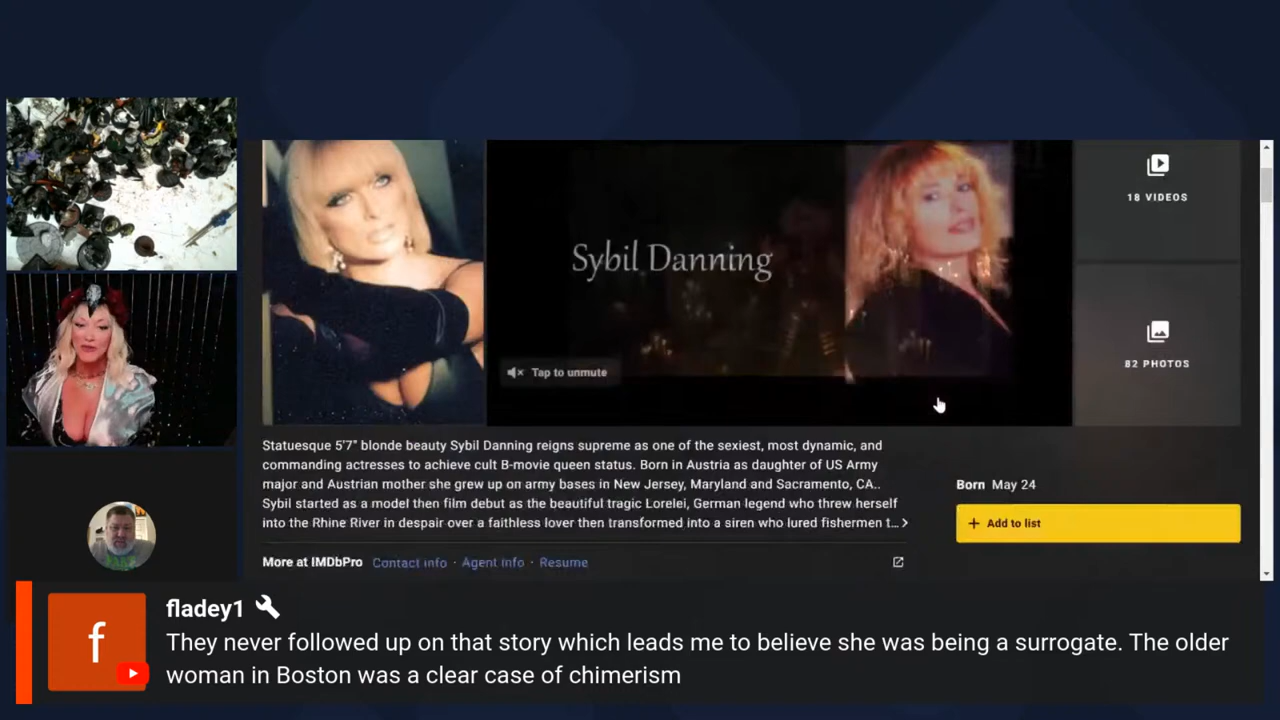 18 VIDEOS
Sybil Danning
82 PHOTOS
Tap to unmute
Statuesque 5'7" blonde beauty Sybil Danning reigns supreme as one of the sexiest, most dynamic, and
commanding actresses to achieve cult B-movie queen status. Born in Austria as daughter of US Army
major and Austrian mother she grew up on army bases in New Jersey, Maryland and Sacramento, CA..
Sybil started as a model then film debut as the beautiful tragic Lorelei, German legend who threw herself
into the Rhine River in despair over a faithless lover then transformed into a siren who lured fishermen t...
Born May 24
+ Add to list
More at IMDbPro Contact info · Agent info · Resume
f
fladey1
They never followed up on that story which leads me to believe she was being a surrogate. The older
woman in Boston was a clear case of chimerism